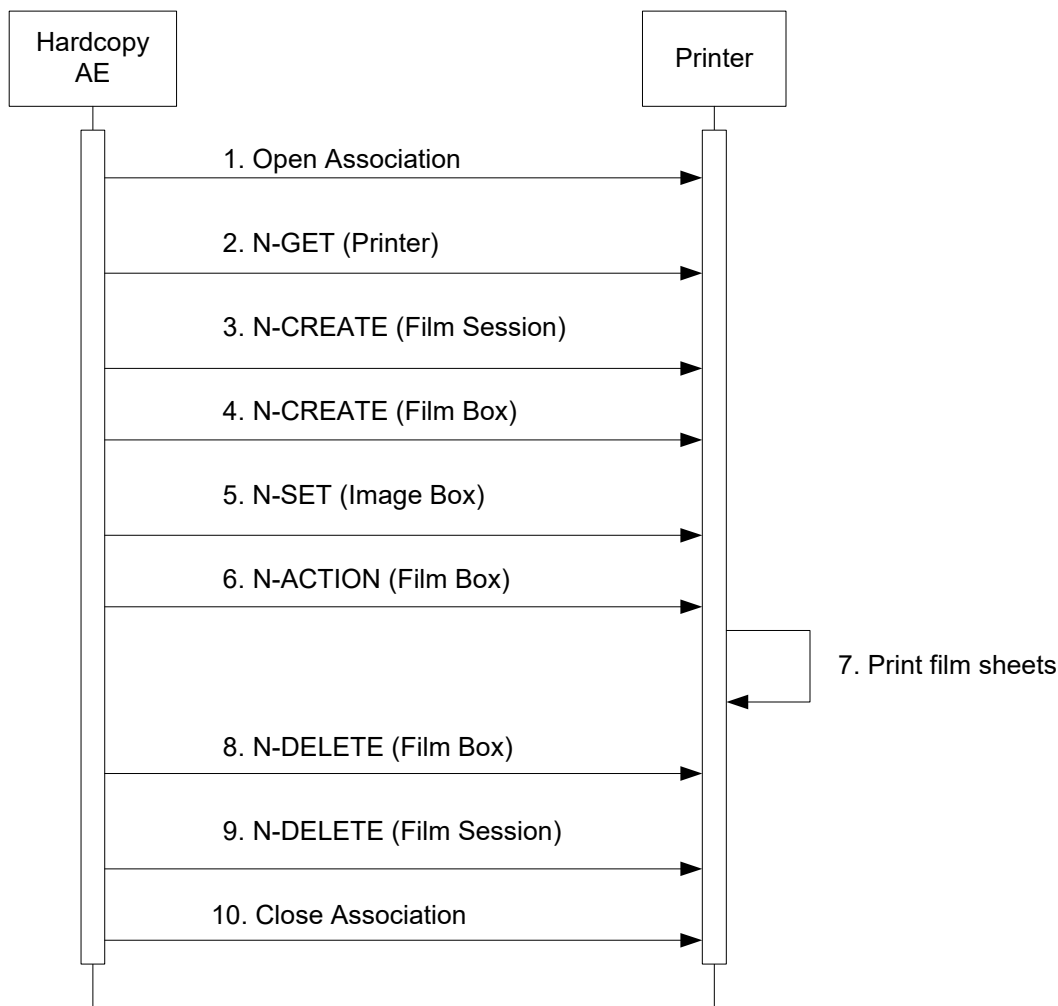 Hardcopy
AE
Printer
1. Open Association
2. N-GET (Printer)
3. N-CREATE (Film Session)
4. N-CREATE (Film Box)
5. N-SET (Image Box)
6. N-ACTION (Film Box)
7. Print film sheets
8. N-DELETE (Film Box)
9. N-DELETE (Film Session)
10. Close Association